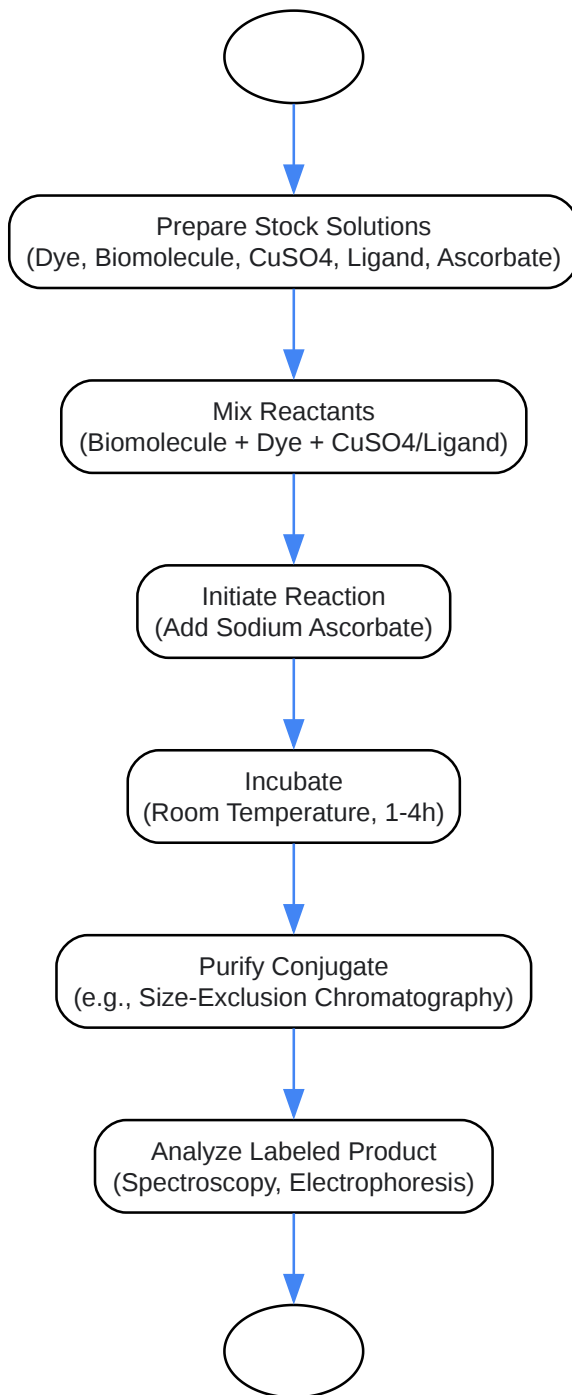 Prepare Stock Solutions
(Dye, Biomolecule, CuSO4, Ligand, Ascorbate)
Mix Reactants
(Biomolecule + Dye + CuSO4/Ligand)
Initiate Reaction
(Add Sodium Ascorbate)
Incubate
(Room Temperature, 1-4h)
Purify Conjugate
(e.g., Size-Exclusion Chromatography)
Analyze Labeled Product
(Spectroscopy, Electrophoresis)